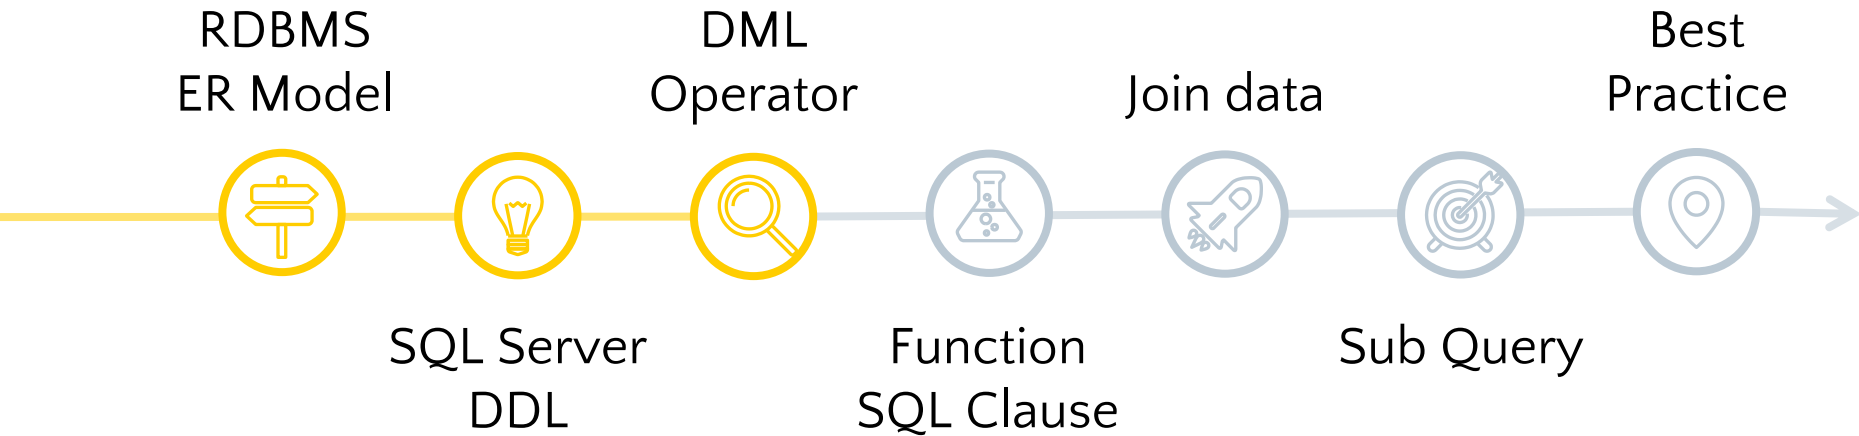 RDBMS
ER Model
SQL Server
DDL
DML
Operator
Function
SQL Clause
Join data
Sub Query
Best
Practice